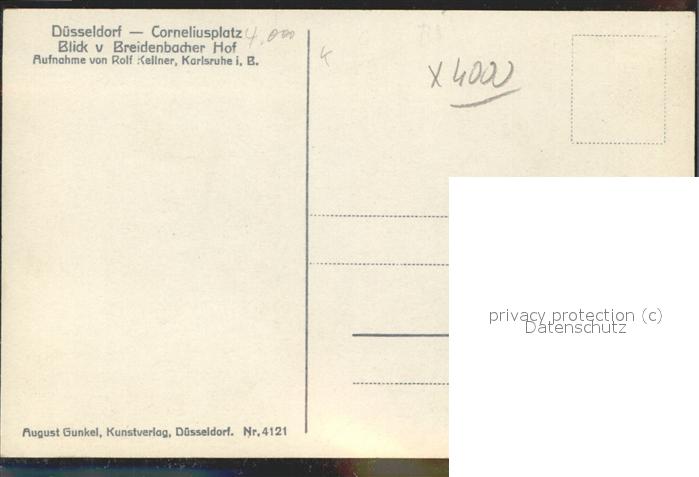 Düsseldorf — Corneliusplatz 4,000
Blick v Breidenbacher Hof
Aufnahme von Rolf Kellner, Karlsruhe i, B.
K
X 4000
privacy protection (c)
Datenschutz
August Gunkel, Kunstverlag, Düsseldorf. Nr. 4121